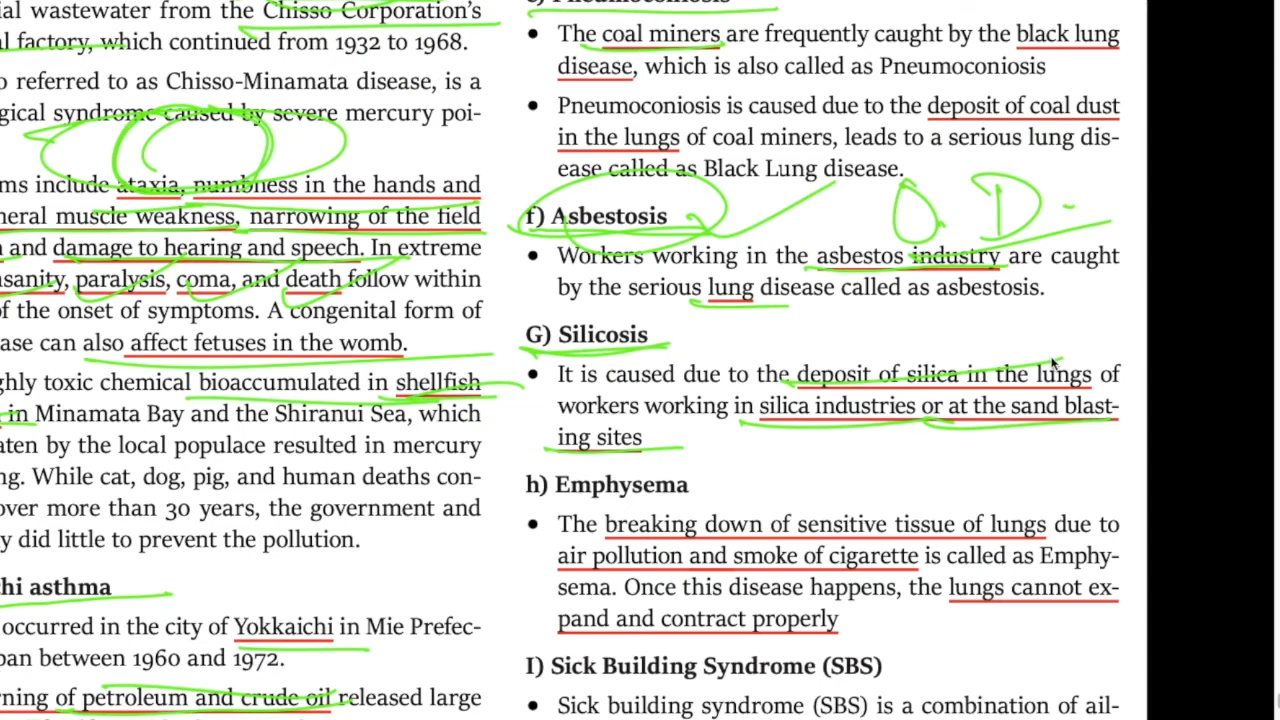 ial wastewater from the Chisso Corporation's
al factory, which continued from 1932 to 1968.
o referred to as Chisso-Minamata disease, is a
gical syndrome caused by severe mercury poi-
ms include ataxia, numbness in the hands and
neral muscle weakness, narrowing of the field
and damage to hearing and speech. In extreme
sanity, paralysis, coma, and death follow within
of the onset of symptoms. A congenital form of
ase can also affect fetuses in the womb.
ghly toxic chemical bioaccumulated in shellfish
in Minamata Bay and the Shiranui Sea, which
aten by the local populace resulted in mercury
ng. While cat, dog, pig, and human deaths con-
over more than 30 years, the government and
y did little to prevent the pollution.
chi asthma
occurred in the city of Yokkaichi in Mie Prefec-
pan between 1960 and 1972.
rning of petroleum and crude oil released large
e) Pneumoconiosis
• The coal miners are frequently caught by the black lung
disease, which is also called as Pneumoconiosis
• Pneumoconiosis is caused due to the deposit of coal dust
in the lungs of coal miners, leads to a serious lung dis-
ease called as Black Lung disease.
f) Asbestosis
O. D.
• Workers working in the asbestos industry are caught
by the serious lung disease called as asbestosis.
G) Silicosis
• It is caused due to the deposit of silica in the lungs of
workers working in silica industries or at the sand blast-
ing sites
h) Emphysema
• The breaking down of sensitive tissue of lungs due to
air pollution and smoke of cigarette is called as Emphy-
sema. Once this disease happens, the lungs cannot ex-
pand and contract properly
I) Sick Building Syndrome (SBS)
• Sick building syndrome (SBS) is a combination of ail-